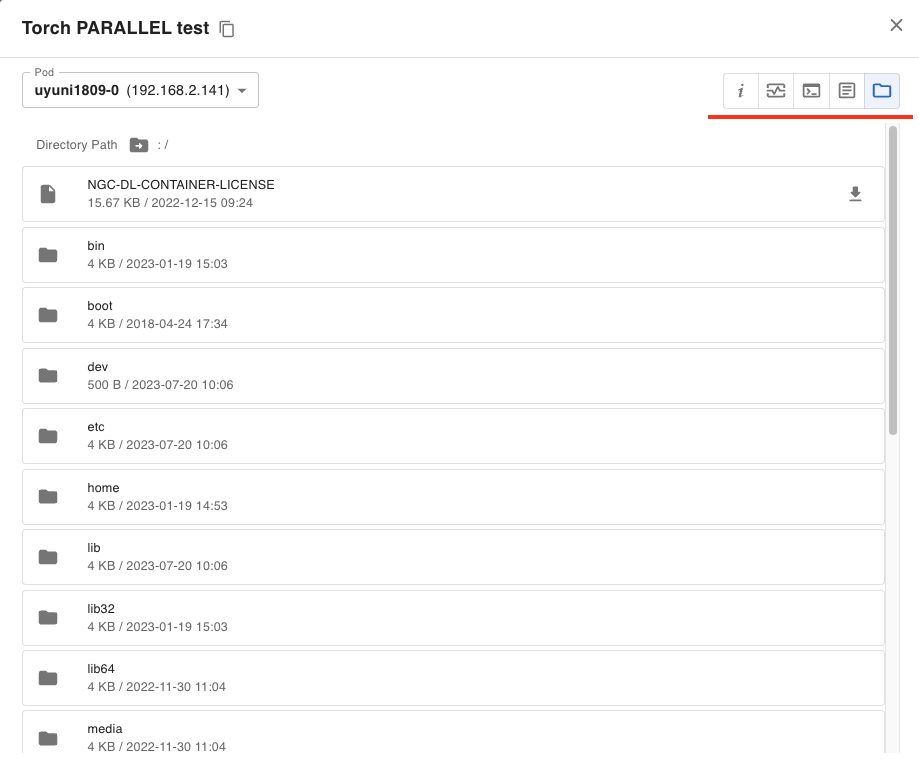 Torch PARALLEL test
Pod
uyuni1809-0 (192.168.2.141)
i
Directory Path : /
NGC-DL-CONTAINER-LICENSE
15.67 KB / 2022-12-15 09:24
bin
4 KB / 2023-01-19 15:03
boot
4 KB / 2018-04-24 17:34
dev
500 B / 2023-07-20 10:06
etc
4 KB / 2023-07-20 10:06
home
4 KB / 2023-01-19 14:53
lib
4 KB / 2023-07-20 10:06
lib32
4 KB / 2023-01-19 15:03
lib64
4 KB / 2022-11-30 11:04
media
4 KB / 2022-11-30 11:04